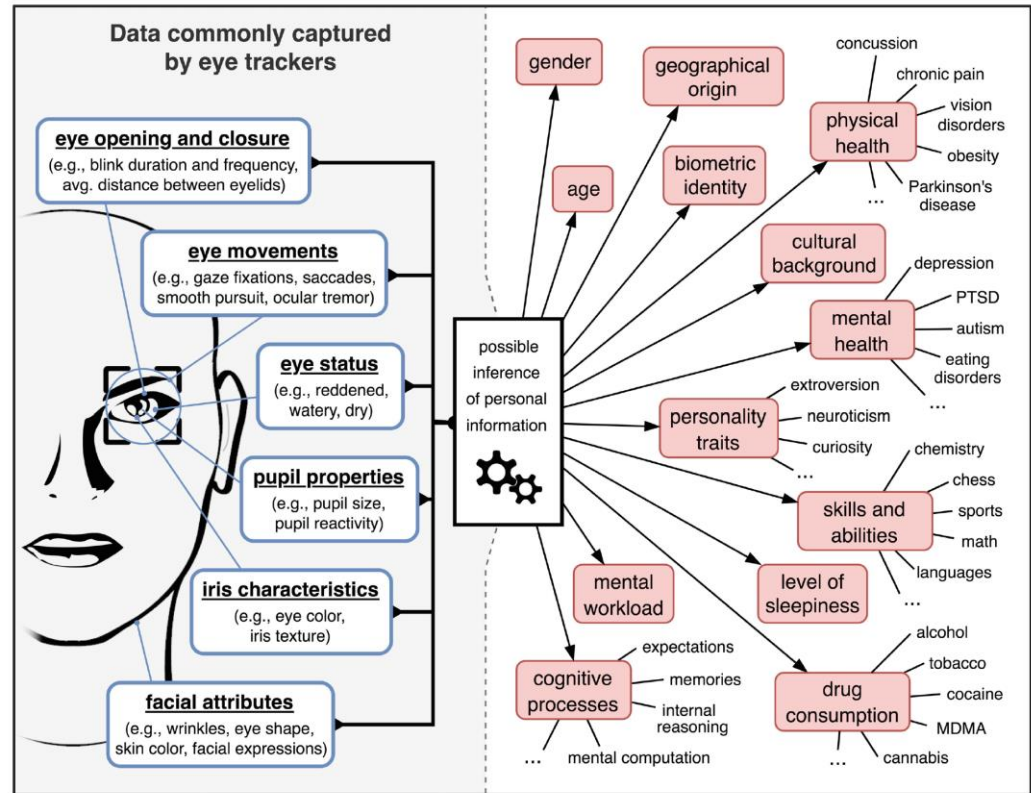 Data commonly captured
by eye trackers
eye opening and closure
(e.g., blink duration and frequency,
avg. distance between eyelids)
eye movements
(e.g., gaze fixations, saccades,
smooth pursuit, ocular tremor)
eye status
(e.g., reddened,
watery, dry)
pupil properties
(e.g., pupil size,
pupil reactivity)
iris characteristics
(e.g., eye color,
iris texture)
facial attributes
(e.g., wrinkles, eye shape,
skin color, facial expressions)
possible
inference
of personal
information
gender
geographical
origin
age
biometric
identity
physical
health
concussion
chronic pain
vision
disorders
obesity
Parkinson's
disease
...
cultural
background
mental
health
depression
PTSD
autism
eating
disorders
...
personality
traits
extroversion
neuroticism
curiosity
...
skills and
abilities
chemistry
chess
sports
math
languages
...
mental
workload
level of
sleepiness
cognitive
processes
expectations
memories
internal
reasoning
mental computation
...
drug
consumption
alcohol
tobacco
cocaine
MDMA
cannabis
...